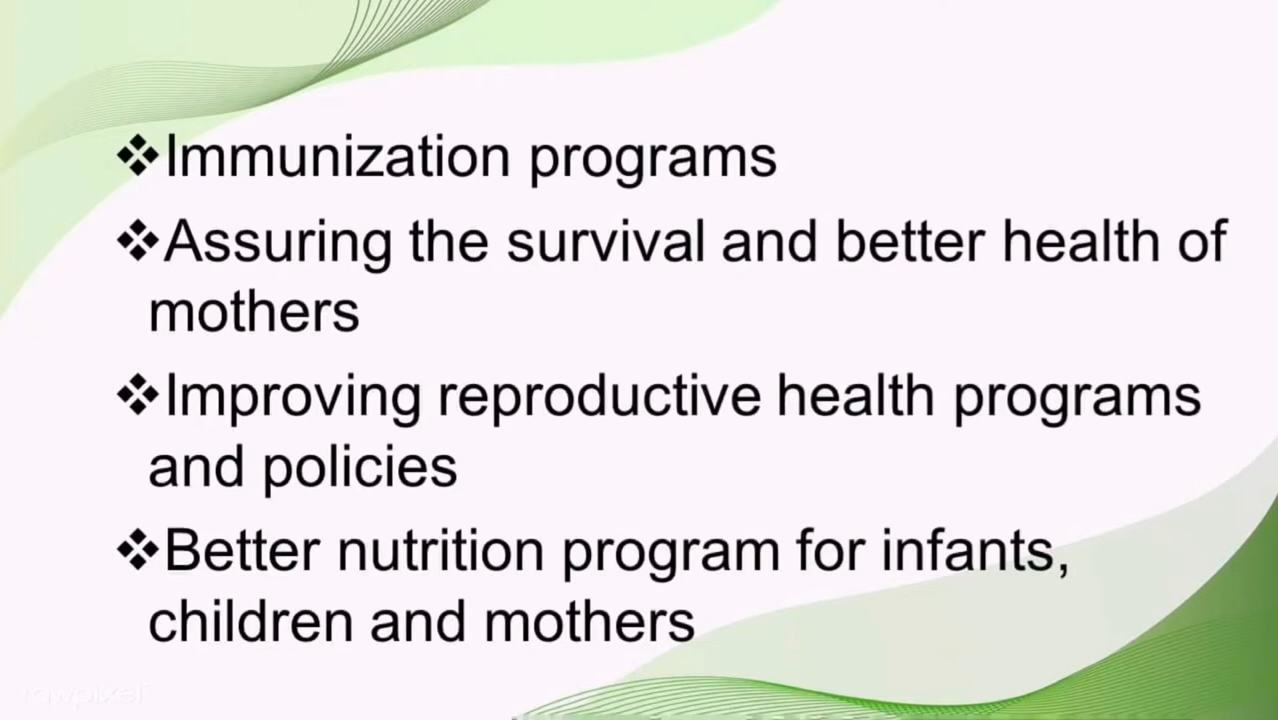 ❖Immunization programs
❖Assuring the survival and better health of
mothers
❖Improving reproductive health programs
and policies
❖Better nutrition program for infants,
children and mothers
rawpixel